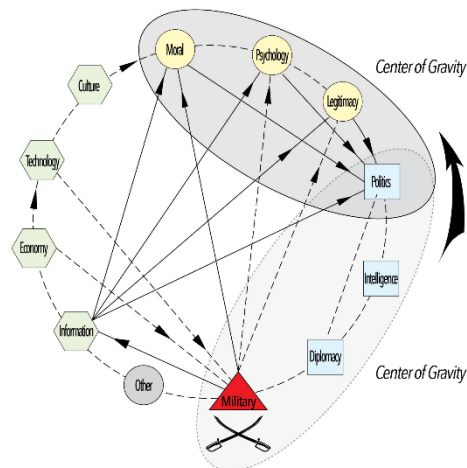 Moral
Psychology
Center of Gravity
Culture
Legitimacy
Technology
Politics
Economy
Intelligence
Information
Diplomacy
Other
Military
Center of Gravity